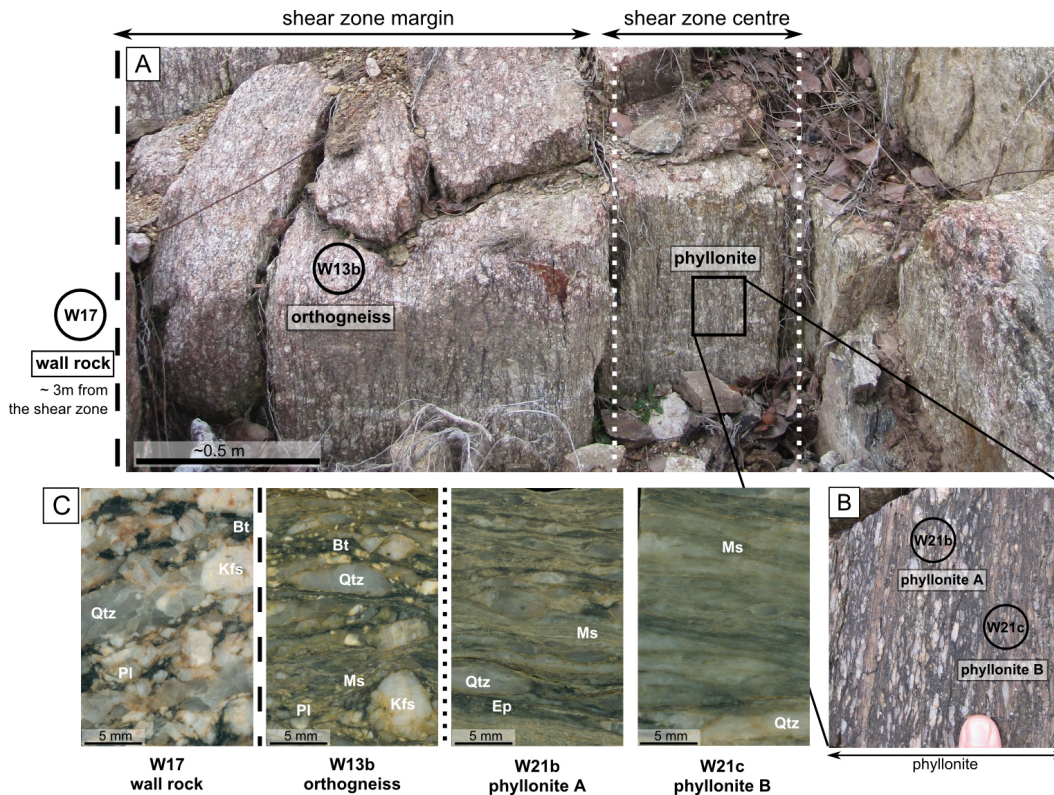 shear zone margin
shear zone centre
A
W13b
orthogneiss
phyllonite
W17
wall rock
~ 3m from
the shear zone
~0.5 m
C
Bt
Kfs
Qtz
Pl
5 mm
Bt
Qtz
Ms
Pl
Kfs
5 mm
Ms
Qtz
Ep
5 mm
Ms
Qtz
5 mm
B
W21b
phyllonite A
W21c
phyllonite B
phyllonite
W17
wall rock
W13b
orthogneiss
W21b
phyllonite A
W21c
phyllonite B